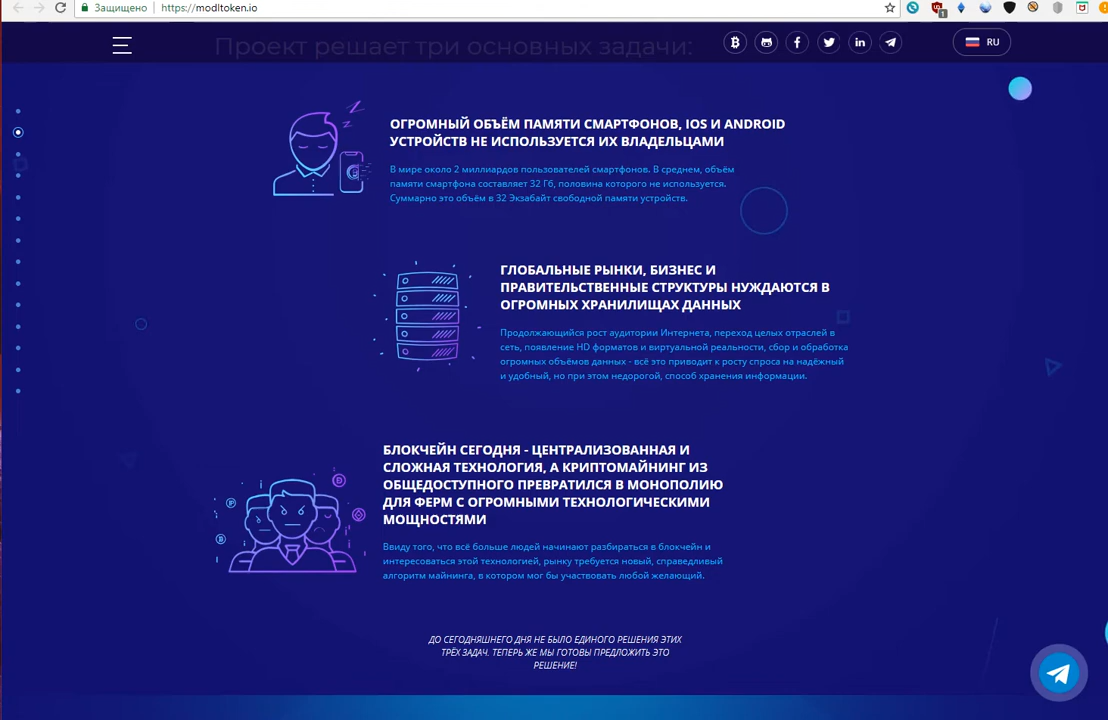 Защищено
https://modltoken.io
1
Проект решает три основных задачи:
RU
ОГРОМНЫЙ ОБЪЁМ ПАМЯТИ СМАРТФОНОВ, IOS И ANDROID
УСТРОЙСТВ НЕ ИСПОЛЬЗУЕТСЯ ИХ ВЛАДЕЛЬЦАМИ
В мире около 2 миллиардов пользователей смартфонов. В среднем, объём
памяти смартфона составляет 32 Гб, половина которого не используется.
Суммарно это объём в 32 Экзабайт свободной памяти устройств.
ГЛОБАЛЬНЫЕ РЫНКИ, БИЗНЕС И
ПРАВИТЕЛЬСТВЕННЫЕ СТРУКТУРЫ НУЖДАЮТСЯ В
ОГРОМНЫХ ХРАНИЛИЩАХ ДАННЫХ
Продолжающийся рост аудитории Интернета, переход целых отраслей в
сеть, появление HD форматов и виртуальной реальности, сбор и обработка
огромных объёмов данных - всё это приводит к росту спроса на надёжный
и удобный, но при этом недорогой, способ хранения информации.
БЛОКЧЕЙН СЕГОДНЯ - ЦЕНТРАЛИЗОВАННАЯ И
СЛОЖНАЯ ТЕХНОЛОГИЯ, А КРИПТОМАЙНИНГ ИЗ
ОБЩЕДОСТУПНОГО ПРЕВРАТИЛСЯ В МОНОПОЛИЮ
ДЛЯ ФЕРМ С ОГРОМНЫМИ ТЕХНОЛОГИЧЕСКИМИ
МОЩНОСТЯМИ
Ввиду того, что всё больше людей начинают разбираться в блокчейн и
интересоваться этой технологией, рынку требуется новый, справедливый
алгоритм майнинга, в котором мог бы участвовать любой желающий.
ДО СЕГОДНЯШНЕГО ДНЯ НЕ БЫЛО ЕДИНОГО РЕШЕНИЯ ЭТИХ
ТРЁХ ЗАДАЧ. ТЕПЕРЬ ЖЕ МЫ ГОТОВЫ ПРЕДЛОЖИТЬ ЭТО
РЕШЕНИЕ!